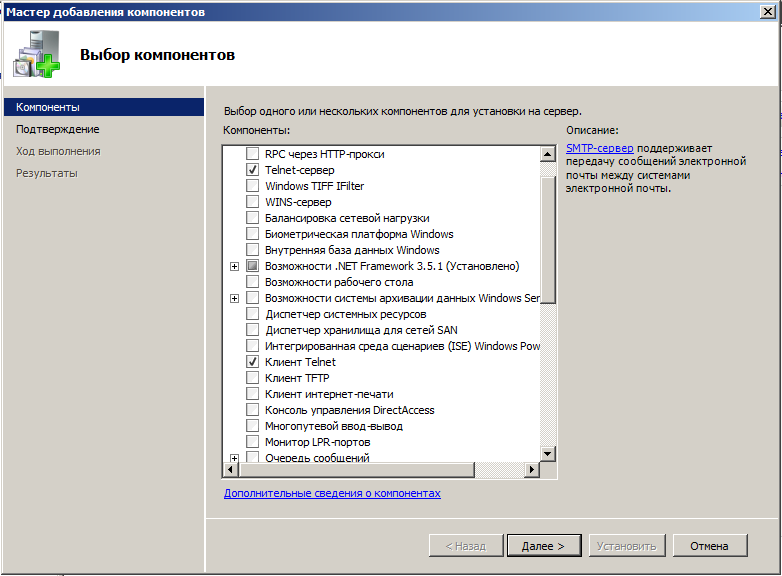 Мастер добавления компонентов
Выбор компонентов
Компоненты
Подтверждение
Ход выполнения
Результаты
Выбор одного или нескольких компонентов для установки на сервер.
Компоненты:
RPC через HTTP-прокси
Telnet-сервер
Windows TIFF IFilter
WINS-сервер
Балансировка сетевой нагрузки
Биометрическая платформа Windows
Внутренняя база данных Windows
Возможности .NET Framework 3.5.1 (Установлено)
Возможности рабочего стола
Возможности системы архивации данных Windows Ser
Диспетчер системных ресурсов
Диспетчер хранилища для сетей SAN
Интегрированная среда сценариев (ISE) Windows Pow
Клиент Telnet
Клиент TFTP
Клиент интернет-печати
Консоль управления DirectAccess
Многопутевой ввод-вывод
Монитор LPR-портов
Очередь сообщений
Описание:
SMTP-сервер поддерживает
передачу сообщений электронной
почты между системами
электронной почты.
Дополнительные сведения о компонентах
< Назад
Далее >
Установить
Отмена